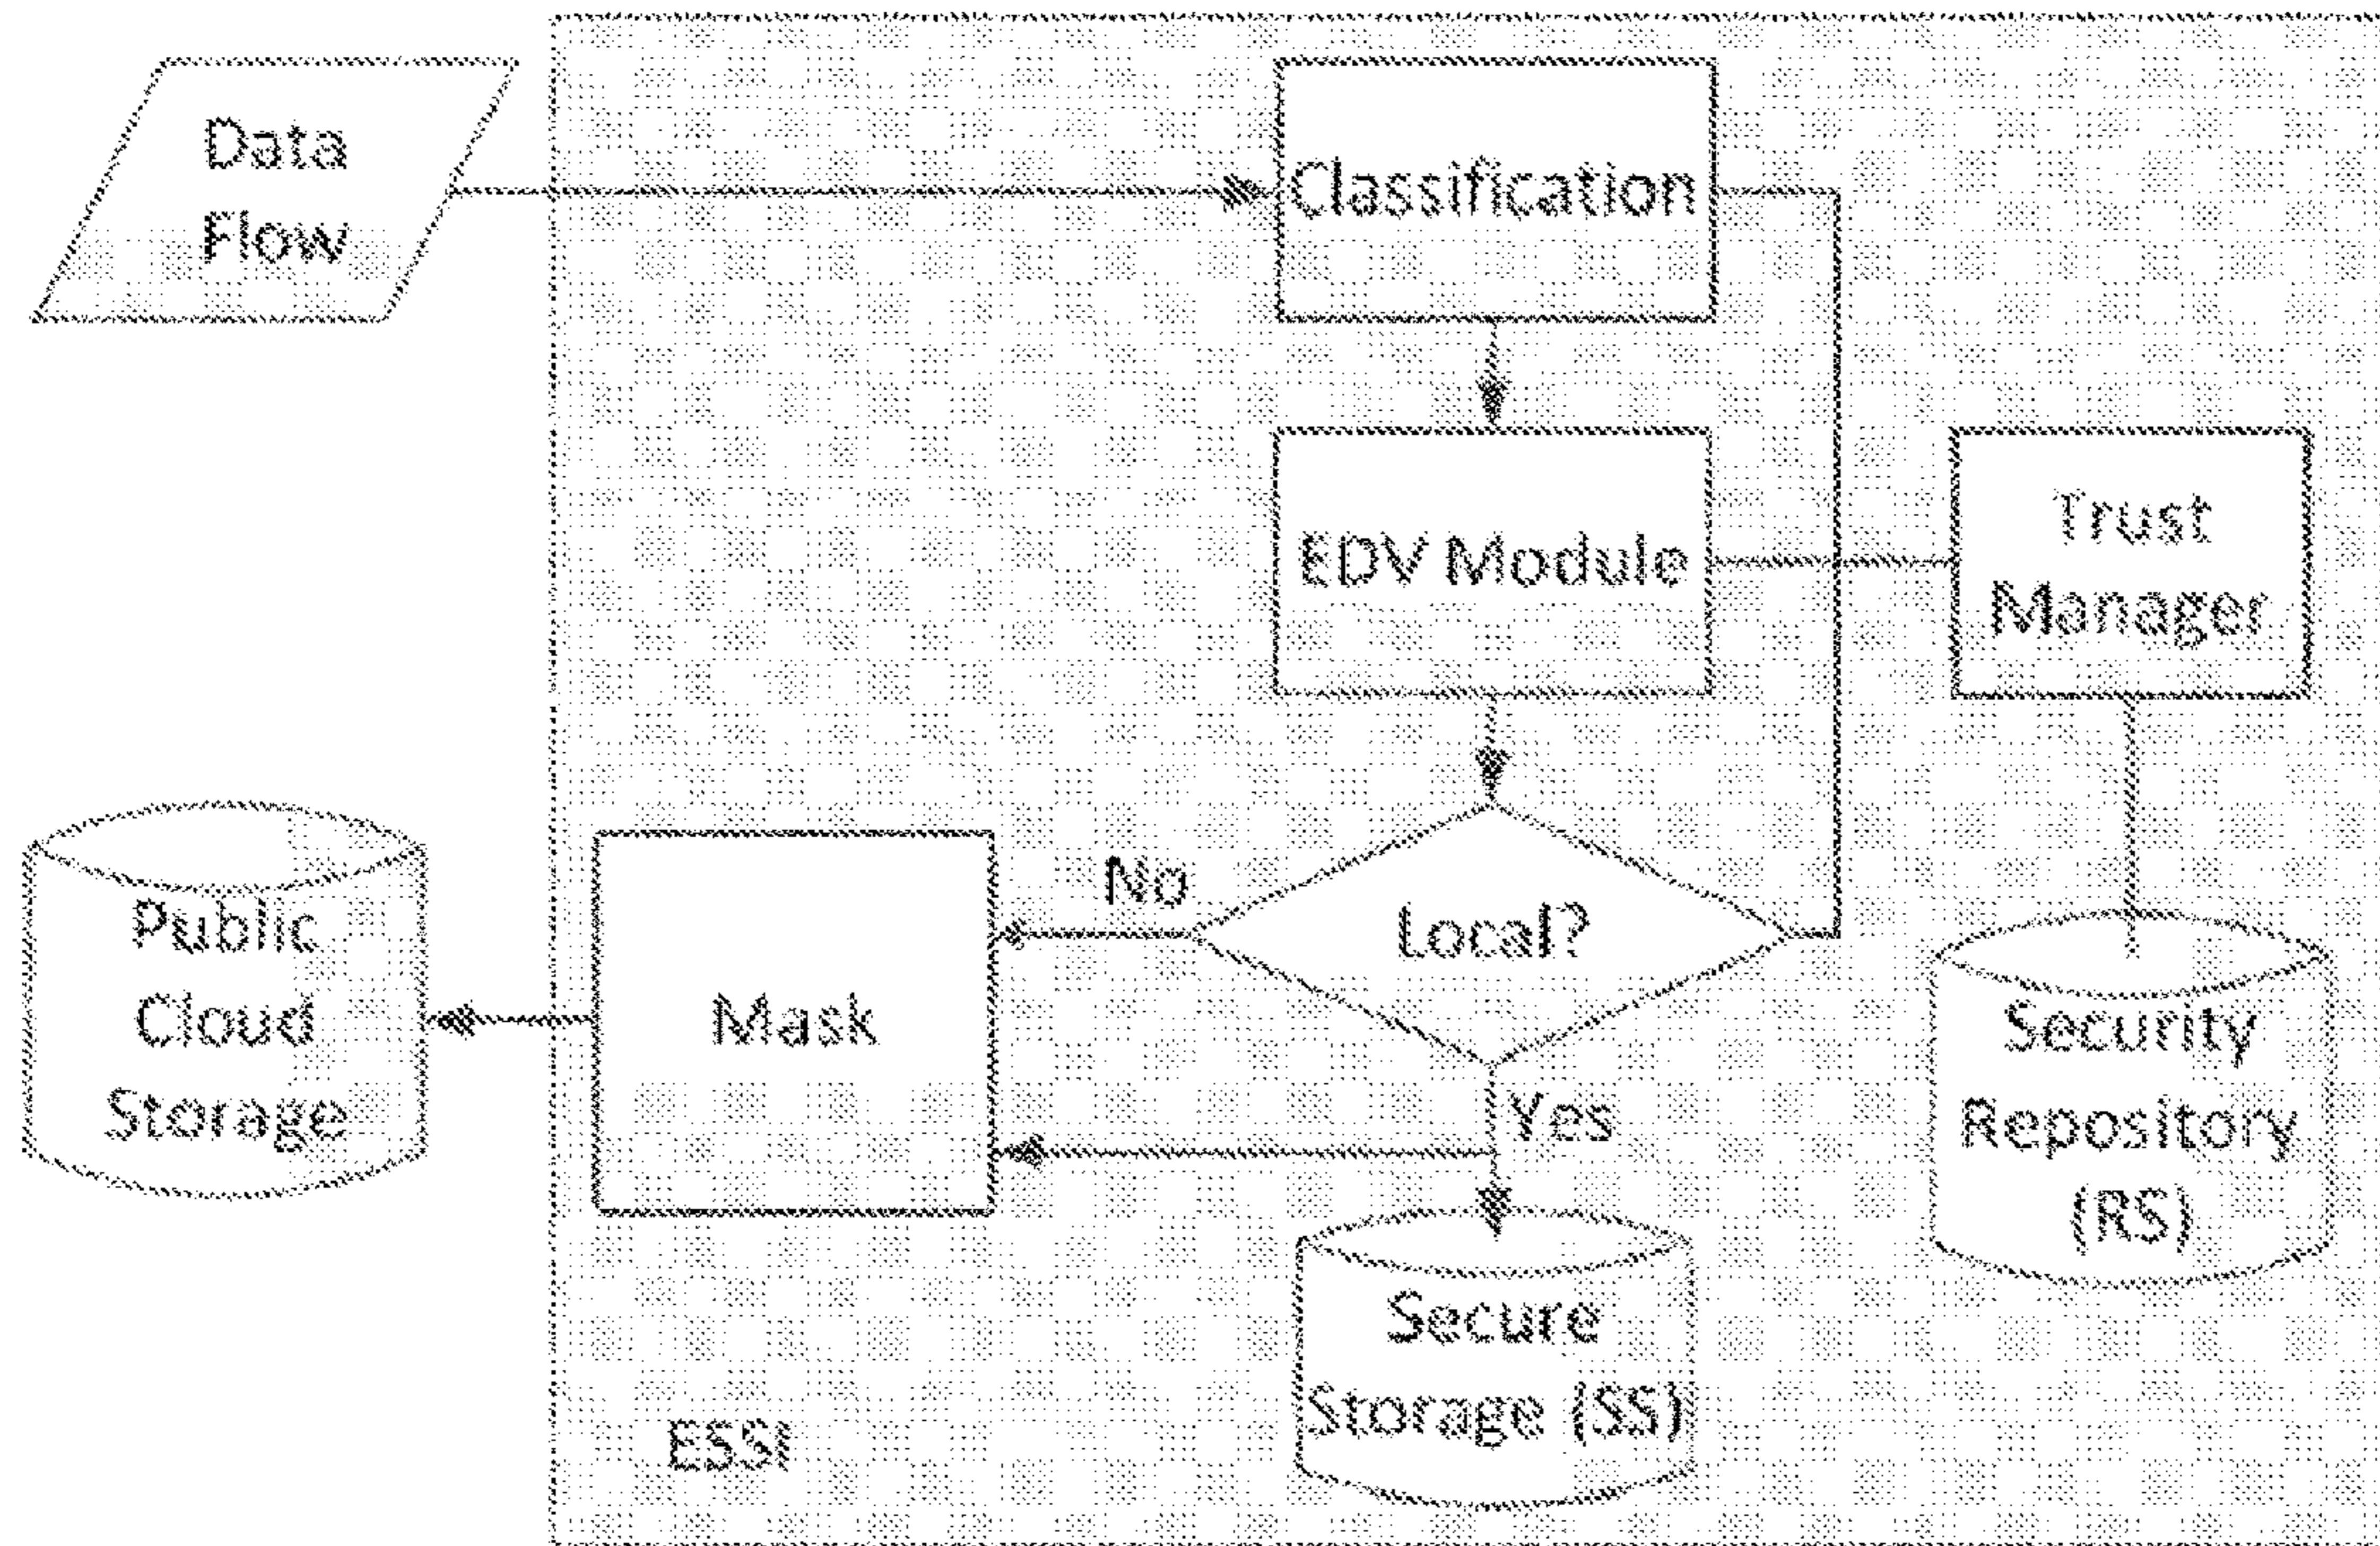 Data
Flow
Classification
EDV Module
Trust
Manager
No
Local?
Yes
Mask
Public
Cloud
Storage
Security
Repository
(RS)
Secure
Storage (SS)
ESSI